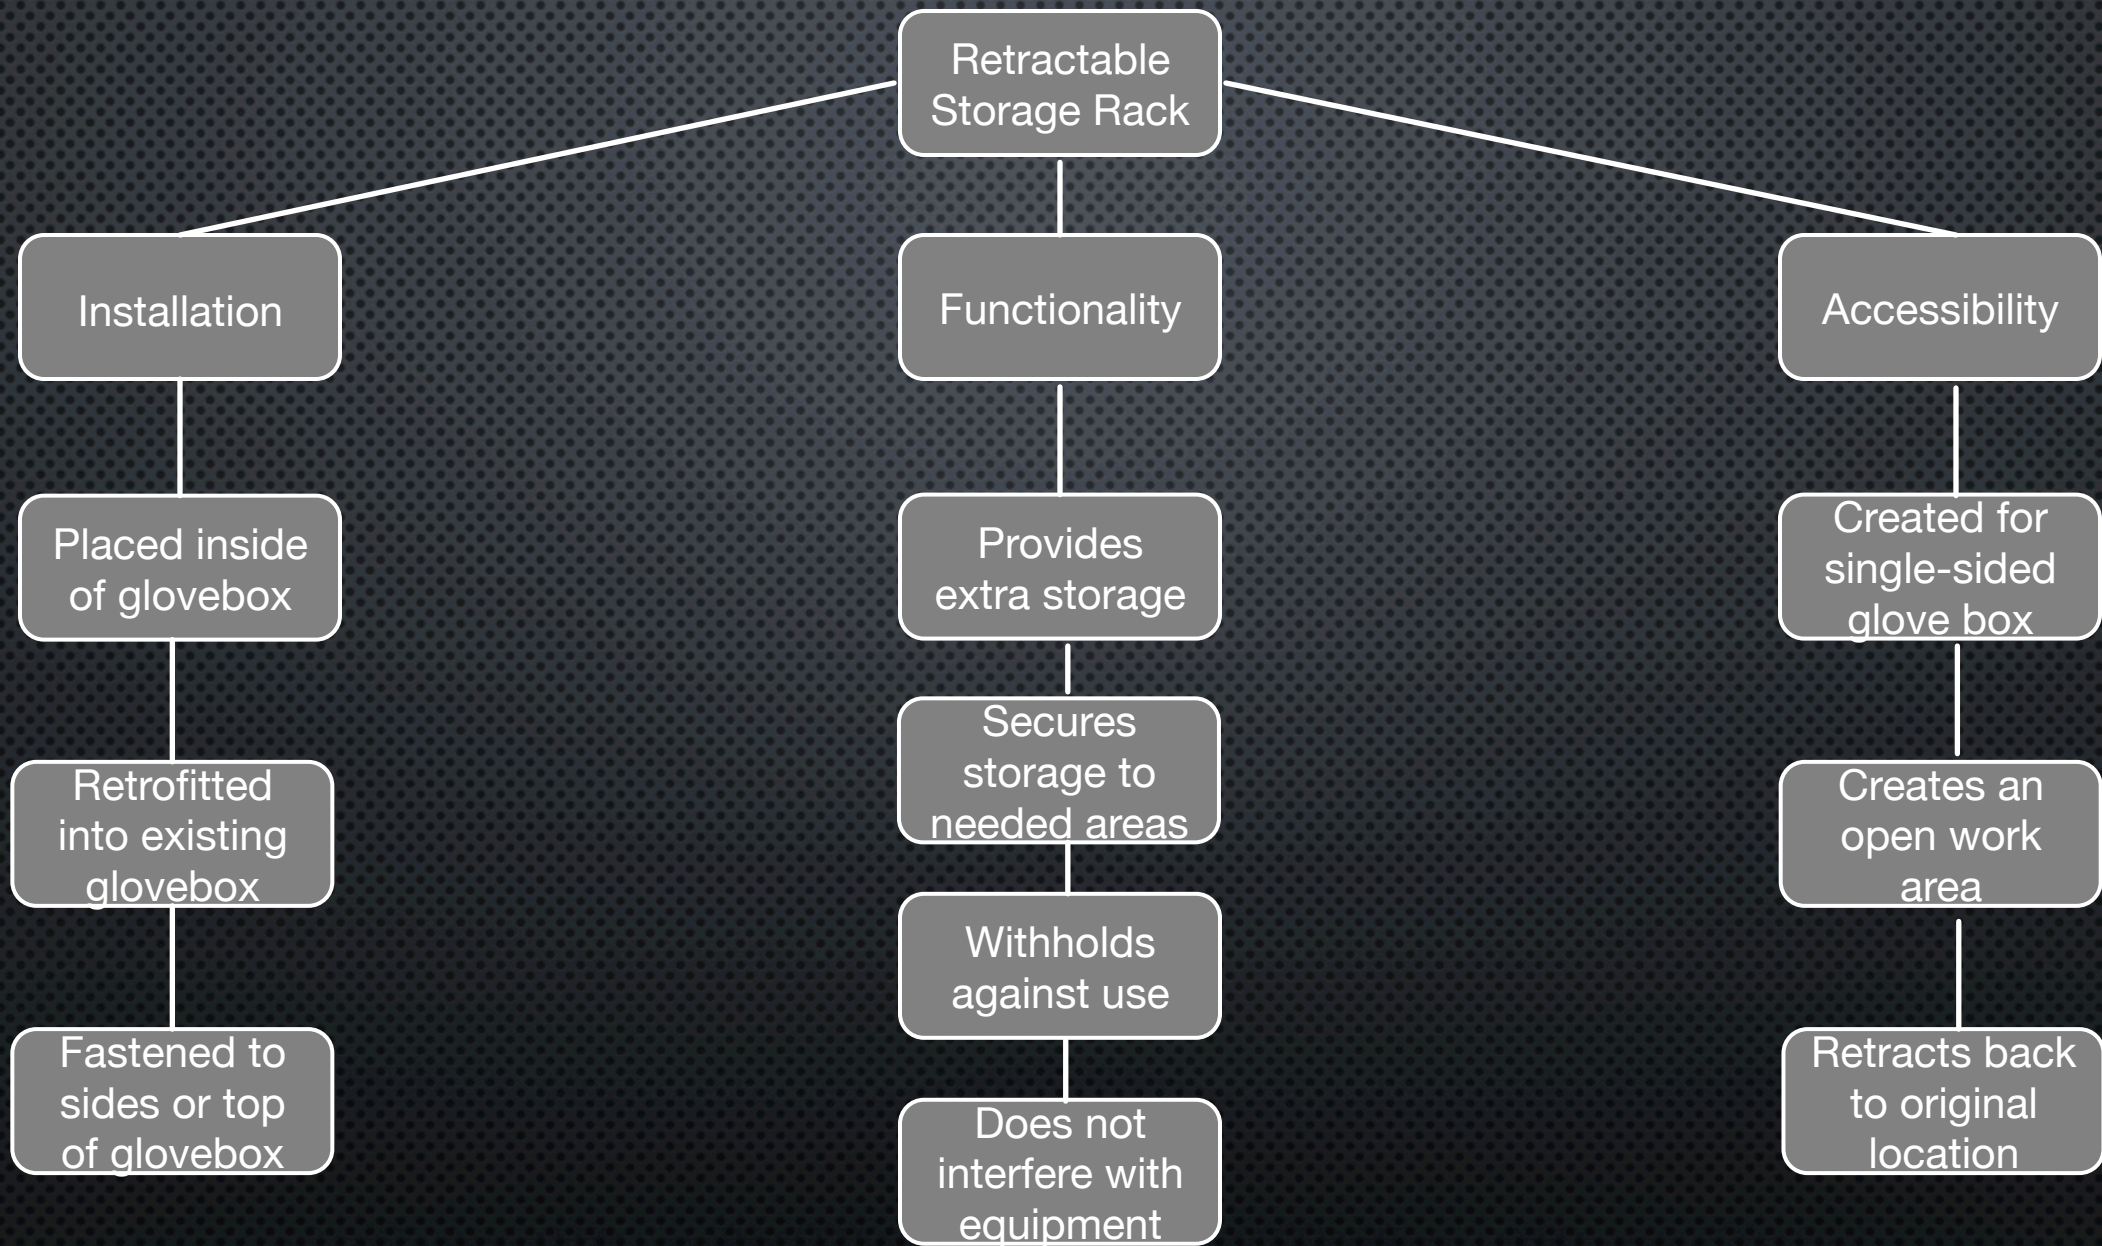 Retractable
Storage Rack
Installation
Functionality
Accessibility
Placed inside
of glovebox
Provides
extra storage
Created for
single-sided
glove box
Secures
storage to
needed areas
Retrofitted
into existing
glovebox
Creates an
open work
area
Withholds
against use
Fastened to
sides or top
of glovebox
Does not
interfere with
equipment
Retracts back
to original
location